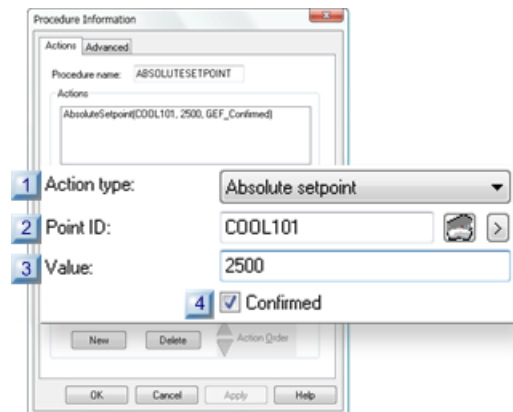 Procedure Information
Actions Advanced
Procedure name: ABSOLUTESETPOINT
Actions
AbsoluteSetpoint(COOL101, 2500, GEF_Confirmed)
1 Action type: Absolute setpoint
2 Point ID: COOL101 >
3 Value: 2500
4 Confirmed
New Delete Action Order
OK Cancel Apply Help